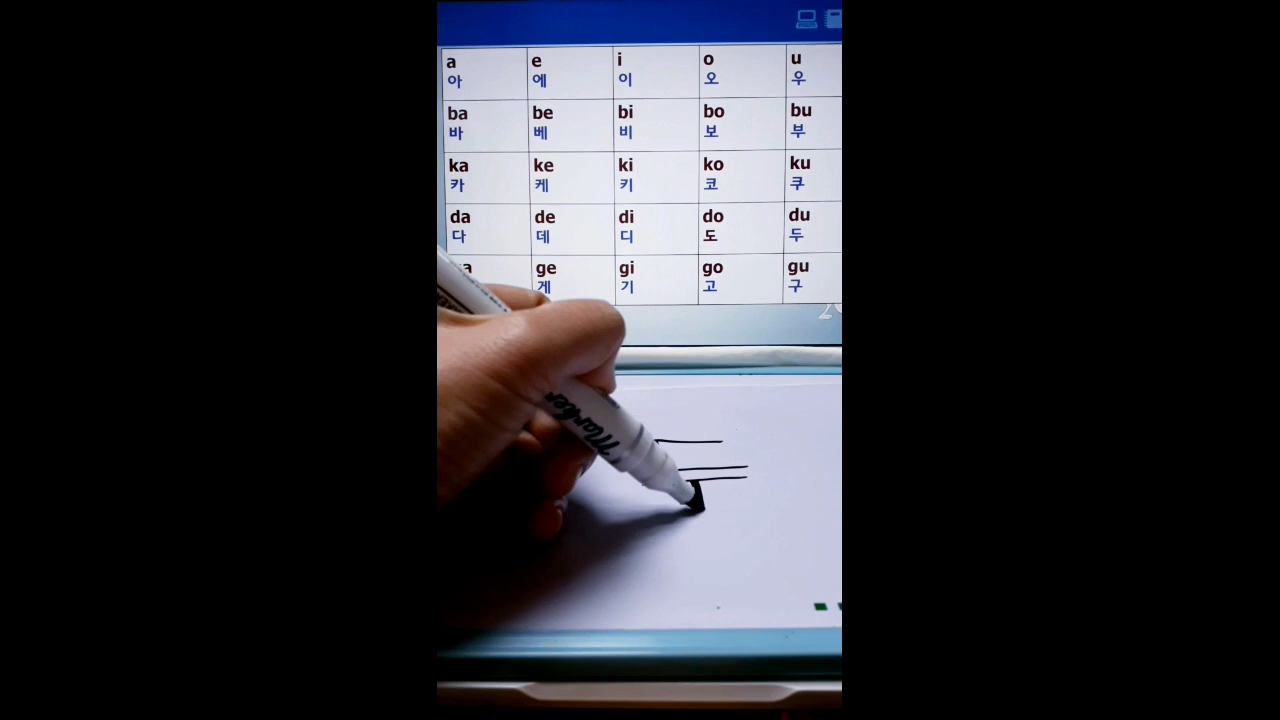 a e i o u
아 에 이 오 우
ba be bi bo bu
바 베 비 보 부
ka ke ki ko ku
카 케 키 코 쿠
da de di do du
다 데 디 도 두
ge gi go gu
게 기 고 구
Marker